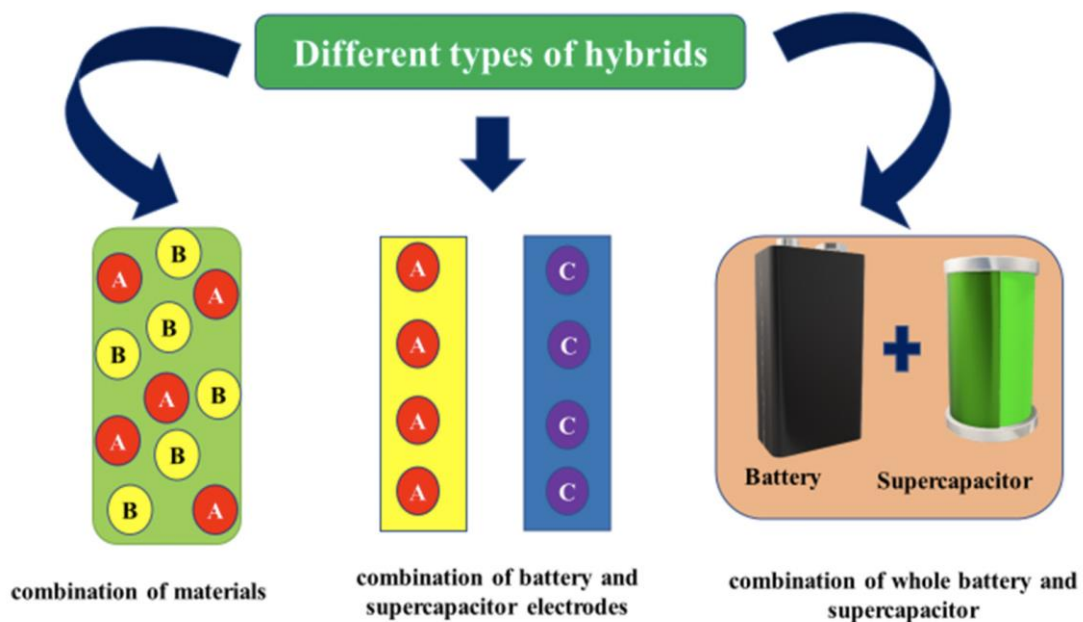 Different types of hybrids
B
A
A
B
B
A
B
A
B
B
A
A
A
A
A
C
C
C
C
Battery
Supercapacitor
combination of materials
combination of battery and
supercapacitor electrodes
combination of whole battery and
supercapacitor